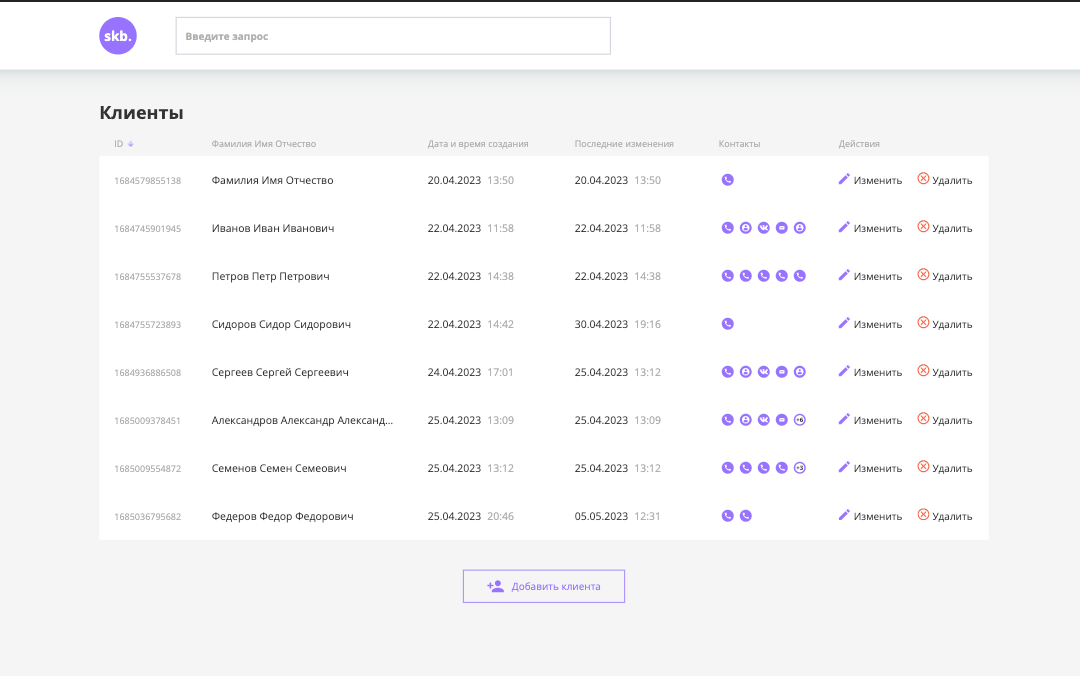 skb.
Введите запрос
Клиенты
ID Фамилия Имя Отчество Дата и время создания Последние изменения Контакты Действия
1684579855138 Фамилия Имя Отчество 20.04.2023 13:50 20.04.2023 13:50 Изменить Удалить
1684745901945 Иванов Иван Иванович 22.04.2023 11:58 22.04.2023 11:58 Изменить Удалить
1684755537678 Петров Петр Петрович 22.04.2023 14:38 22.04.2023 14:38 Изменить Удалить
1684755723893 Сидоров Сидор Сидорович 22.04.2023 14:42 30.04.2023 19:16 Изменить Удалить
1684936886508 Сергеев Сергей Сергеевич 24.04.2023 17:01 25.04.2023 13:12 Изменить Удалить
1685009378451 Александров Александр Александ... 25.04.2023 13:09 25.04.2023 13:09 +6 Изменить Удалить
1685009554872 Семенов Семен Семеович 25.04.2023 13:12 25.04.2023 13:12 +3 Изменить Удалить
1685036795682 Федеров Федор Федорович 25.04.2023 20:46 05.05.2023 12:31 Изменить Удалить
Добавить клиента